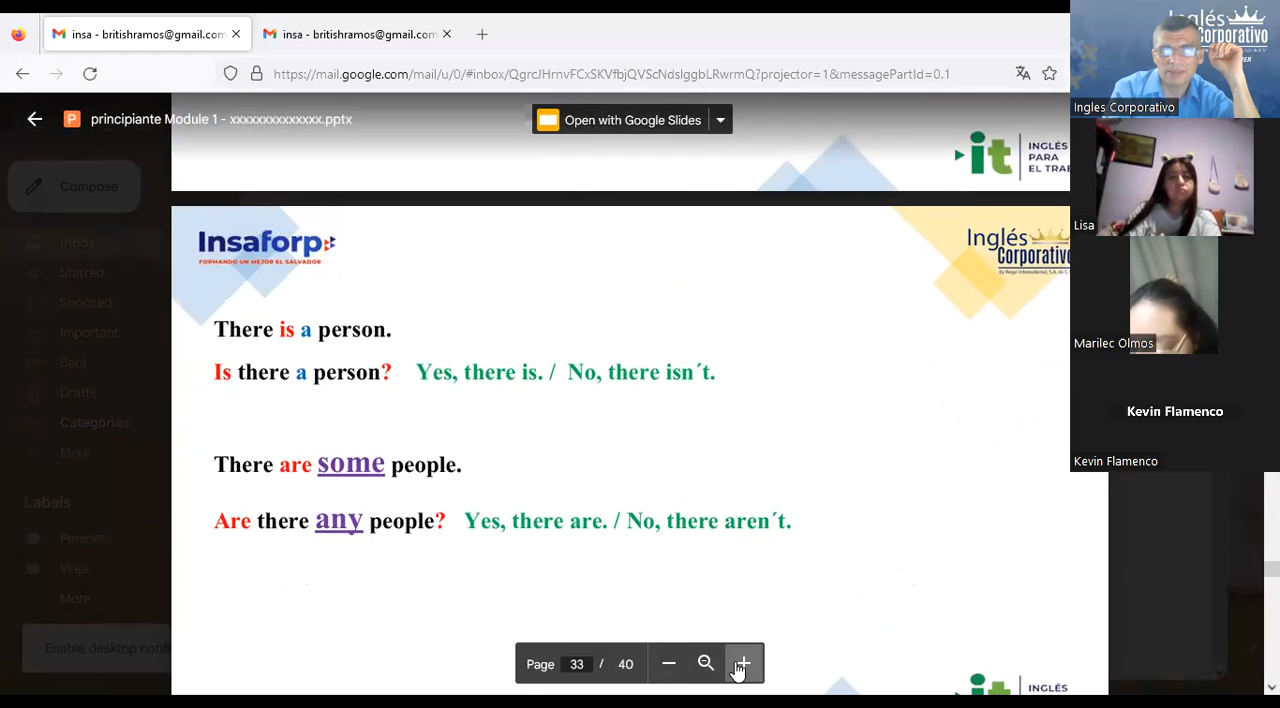 insa - britishramos@gmail.com
insa - britishramos@gmail.com
https://mail.google.com/mail/u/0/#inbox/QgrcJHrnvFCxSKVfbjQVScNdsIggbLRwrmQ?projector=1&messagePartId=0.1
principiante Module 1 - xxxxxxxxxxxxxx.pptx
Open with Google Slides
Compose
Inbox
Starred
Snoozed
Important
Sent
Drafts
Categories
More
Labels
Viaje
More
Enable desktop notifi
it INGLÉS
PARA
EL TRA
Insaforp
FORMANDO UN MEJOR EL SALVADOR
Inglés
Corporativo
There is a person.
Is there a person? Yes, there is. / No, there isn´t.
There are some people.
Are there any people? Yes, there are. / No, there aren´t.
Page 33 / 40
it INGLÉS
Inglés
Corporativo
Ingles Corporativo
Lisa
Marilec Olmos
Kevin Flamenco
Kevin Flamenco